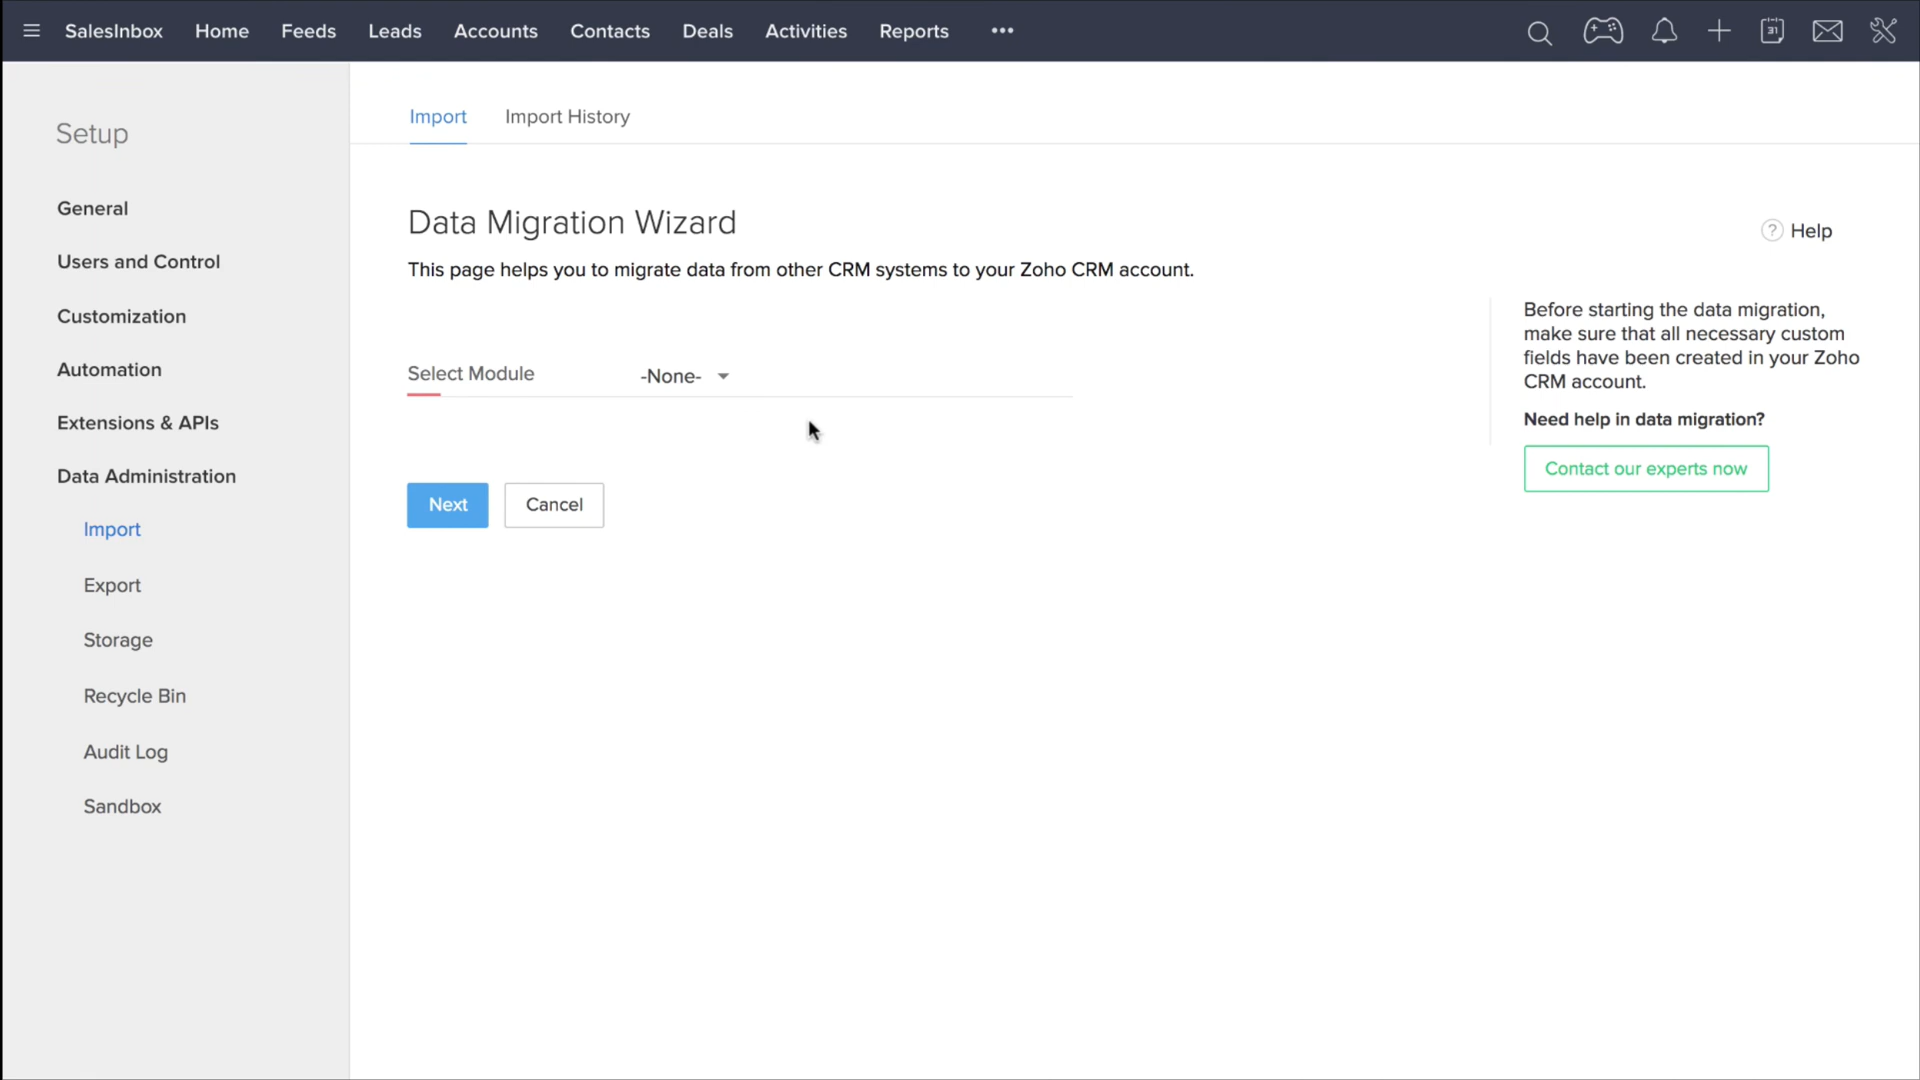 SalesInbox Home Feeds Leads Accounts Contacts Deals Activities Reports ••• 31
Setup
General
Users and Control
Customization
Automation
Extensions & APIs
Data Administration
Import
Export
Storage
Recycle Bin
Audit Log
Sandbox
Import Import History
Data Migration Wizard
? Help
This page helps you to migrate data from other CRM systems to your Zoho CRM account.
Select Module -None-
Next Cancel
Before starting the data migration,
make sure that all necessary custom
fields have been created in your Zoho
CRM account.
Need help in data migration?
Contact our experts now